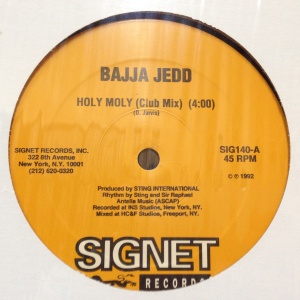 BAJJA JEDD
HOLY MOLY (Club Mix) (4:00)
(B. Jarvis)
SIGNET RECORDS, INC.
322 8th Avenue
New York, N.Y. 10001
(212) 620-0320
SIG140-A
45 RPM
Ⓒ Ⓟ 1992
Produced by STING INTERNATIONAL
Rhythm by Sting and Sir Raphael
Antella Music (ASCAP)
Recorded at INS Studios, New York, NY.
Mixed at HC&F Studios, Freeport, NY.
SIGNET
RECORDS